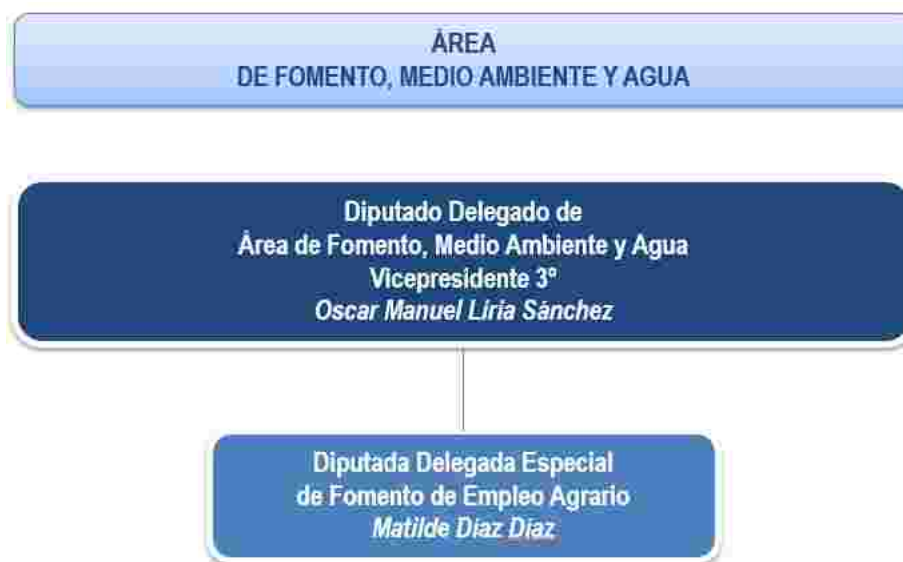 ÁREA
DE FOMENTO, MEDIO AMBIENTE Y AGUA
Diputado Delegado de
Área de Fomento, Medio Ambiente y Agua
Vicepresidente 3º
Oscar Manuel Liria Sánchez
Diputada Delegada Especial
de Fomento de Empleo Agrario
Matilde Díaz Díaz